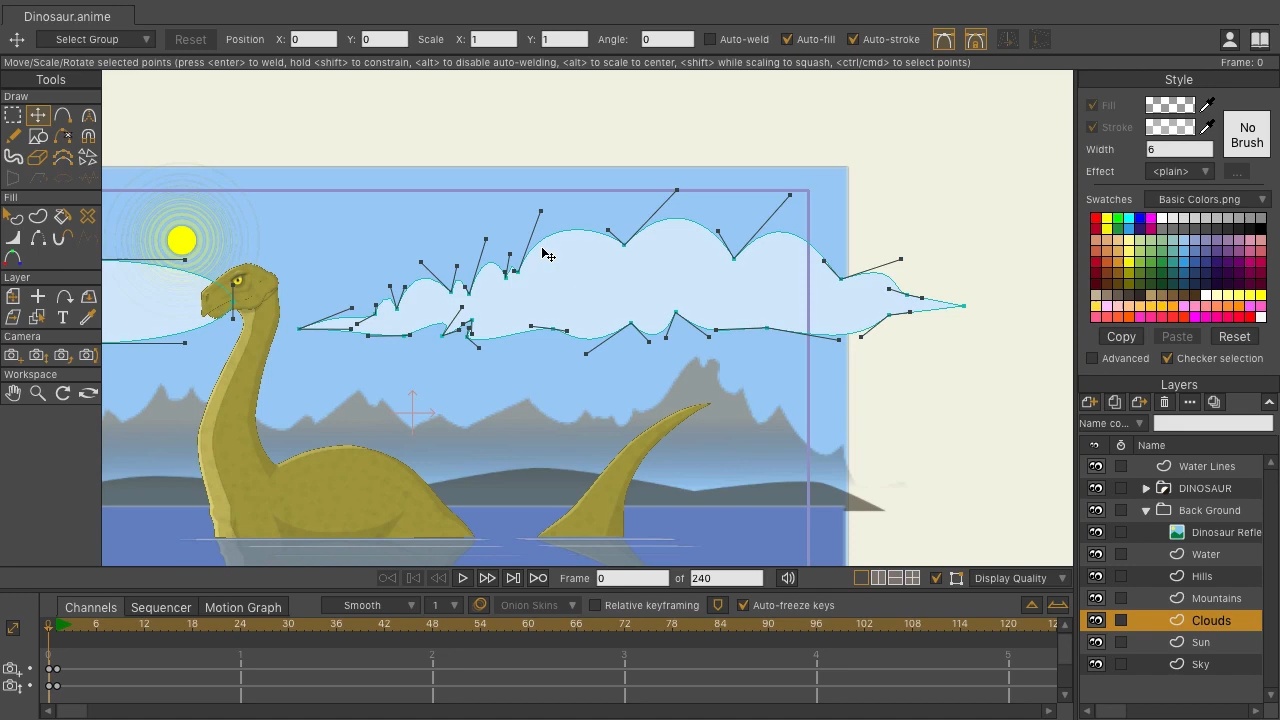 Dinosaur.anime
Select Group Reset Position X: 0 Y: 0 Scale X: 1 Y: 1 Angle: 0 Auto-weld Auto-fill Auto-stroke
Move/Scale/Rotate selected points (press <enter> to weld, hold <shift> to constrain, <alt> to disable auto-welding, <alt> to scale to center, <shift> while scaling to squash, <ctrl/cmd> to select points) Frame: 0
Tools
Draw
Fill
Layer
Camera
Workspace
Style
Fill
Stroke
No Brush
Width 6
Effect <plain> ...
Swatches Basic Colors.png
Copy Paste Reset
Advanced Checker selection
Layers
Name co...
Name
Water Lines
DINOSAUR
Back Ground
Dinosaur Refle
Water
Hills
Mountains
Clouds
Sun
Sky
Frame 0 of 240 Display Quality
Channels Sequencer Motion Graph Smooth 1 Onion Skins Relative keyframing Auto-freeze keys
0 6 12 18 24 30 36 42 48 54 60 66 72 78 84 90 96 102 108 114 120 12
0 1 2 3 4 5